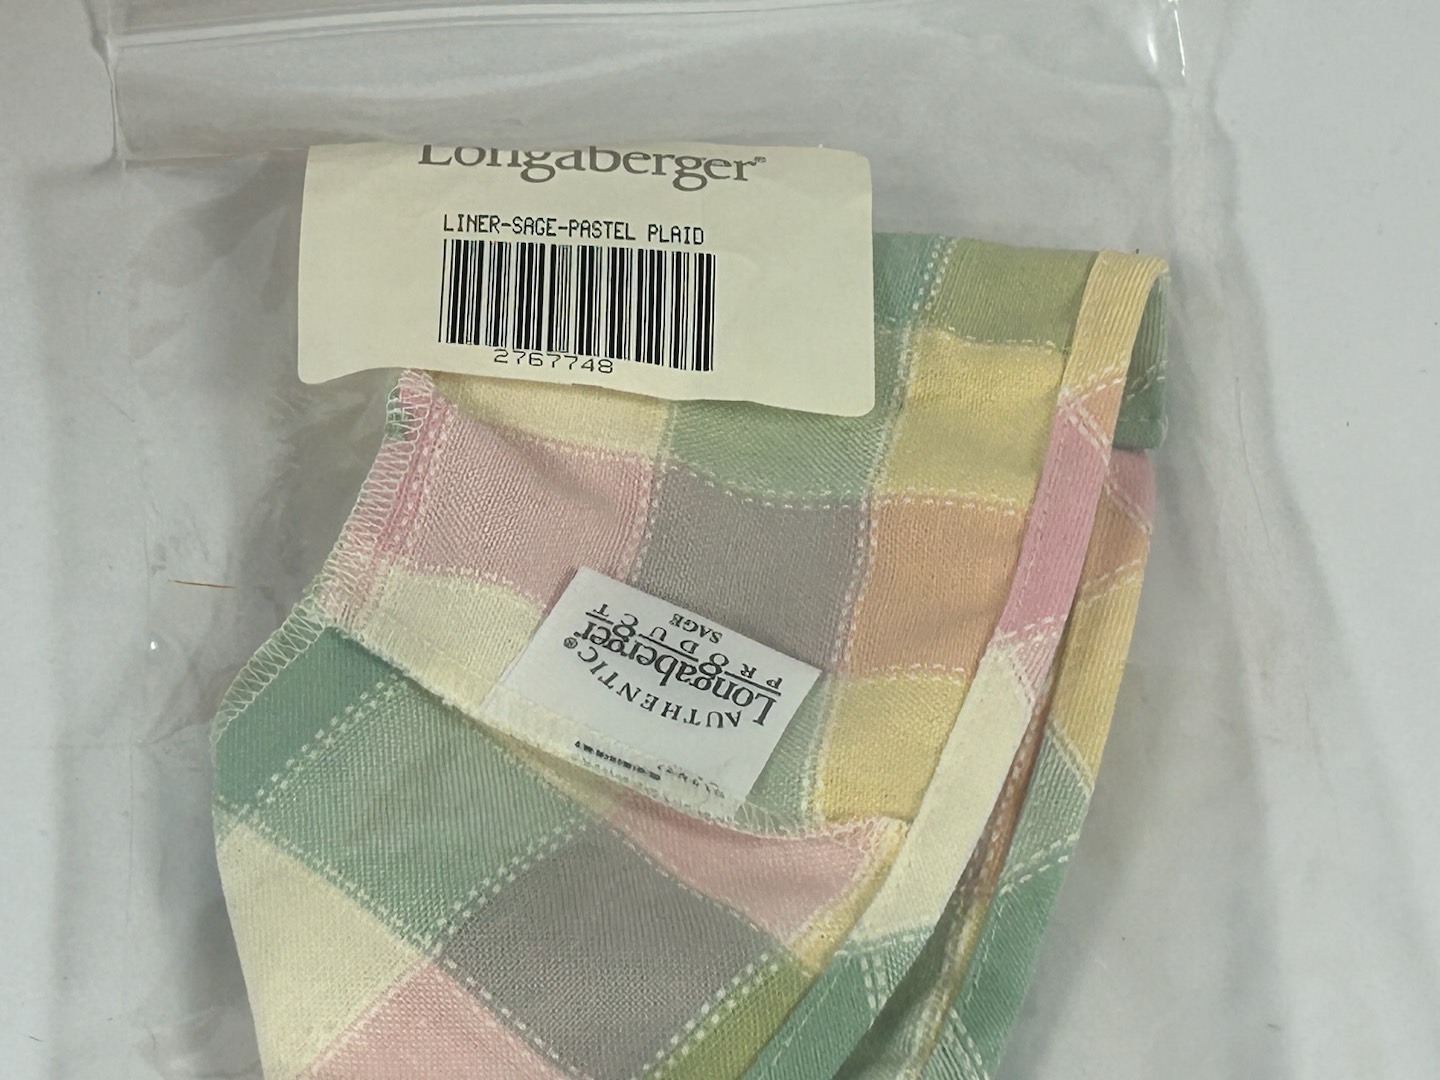 Longaberger®
LINER-SAGE-PASTEL PLAID
2767748
AUTHENTIC
Longaberger®
PRODUCT
SAGE